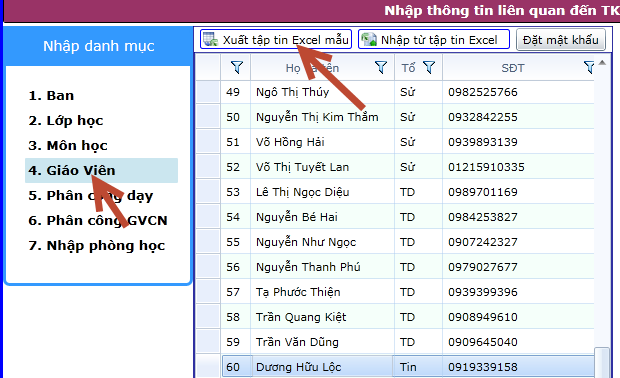 Nhập thông tin liên quan đến TK
Nhập danh mục
1. Ban
2. Lớp học
3. Môn học
4. Giáo Viên
5. Phân công dạy
6. Phân công GVCN
7. Nhập phòng học
Xuất tập tin Excel mẫu Nhập từ tập tin Excel Đặt mật khẩu
Họ tên Tổ SĐT
49 Ngô Thị Thúy Sử 0982525766
50 Nguyễn Thị Kim Thắm Sử 0932842255
51 Võ Hồng Hải Sử 0939893139
52 Võ Thị Tuyết Lan Sử 01215910335
53 Lê Thị Ngọc Diệu TD 0989701169
54 Nguyễn Bé Hai TD 0984253827
55 Nguyễn Như Ngọc TD 0907242327
56 Nguyễn Thanh Phú TD 0979027677
57 Tạ Phước Thiện TD 0939399396
58 Trần Quang Kiệt TD 0908949610
59 Trần Văn Dũng TD 0909645040
60 Dương Hữu Lộc Tin 0919339158